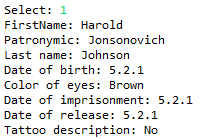 Select: 1
FirstName: Harold
Patronymic: Jonsonovich
Last name: Johnson
Date of birth: 5.2.1
Color of eyes: Brown
Date of imprisonment: 5.2.1
Date of release: 5.2.1
Tattoo description: No